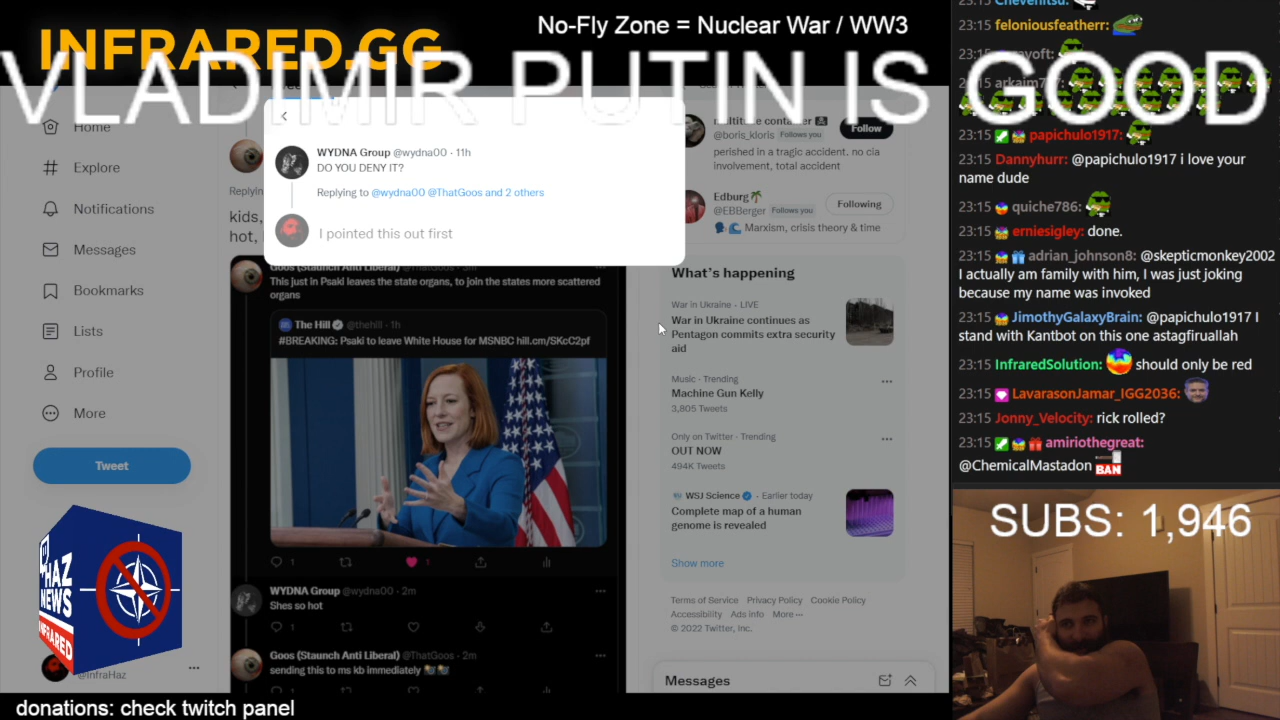 No-Fly Zone = Nuclear War / WW3
INFRARED.GG
VLADIMIR PUTIN IS GOOD
Home
Explore
Notifications
Messages
Bookmarks
Lists
Profile
More
Tweet
HAZ
NEWS
INFRARED
@InfraHaz
WYDNA Group @wydna00 · 11h
DO YOU DENY IT?
Replying to @wydna00 @ThatGoos and 2 others
I pointed this out first
kids,
hot,
Goos (Staunch Anti Liberal) @ThatGoos
This just in Psaki leaves the state organs, to join the states more scattered
organs
The Hill @thehill · 1h
#BREAKING: Psaki to leave White House for MSNBC hill.cm/SKcC2pf
1
1
WYDNA Group @wydna00 · 2m
Shes so hot
1
Goos (Staunch Anti Liberal) @ThatGoos · 2m
sending this to ms kb immediately
@boris_kloris Follows you
Follow
perished in a tragic accident. no cia
involvement, total accident
Edburg
@EBBerger Follows you
Following
Marxism, crisis theory & time
What's happening
War in Ukraine · LIVE
War in Ukraine continues as
Pentagon commits extra security
aid
Music · Trending
Machine Gun Kelly
3,805 Tweets
Only on Twitter · Trending
OUT NOW
494K Tweets
WSJ Science · Earlier today
Complete map of a human
genome is revealed
Show more
Terms of Service Privacy Policy Cookie Policy
Accessibility Ads info More
© 2022 Twitter, Inc.
Messages
donations: check twitch panel
23:15 feloniousfeatherr:
23:15
23:15 papichulo1917:
23:15 Dannyhurr: @papichulo1917 i love your
name dude
23:15 quiche786:
23:15 erniesigley: done.
23:15 adrian_johnson8: @skepticmonkey2002
I actually am family with him, I was just joking
because my name was invoked
23:15 JimothyGalaxyBrain: @papichulo1917 I
stand with Kantbot on this one astagfiruallah
23:15 InfraredSolution: should only be red
23:15 LavarasonJamar_IGG2036:
23:15 Jonny_Velocity: rick rolled?
23:15 amiriothegreat:
@ChemicalMastadon BAN
SUBS: 1,946